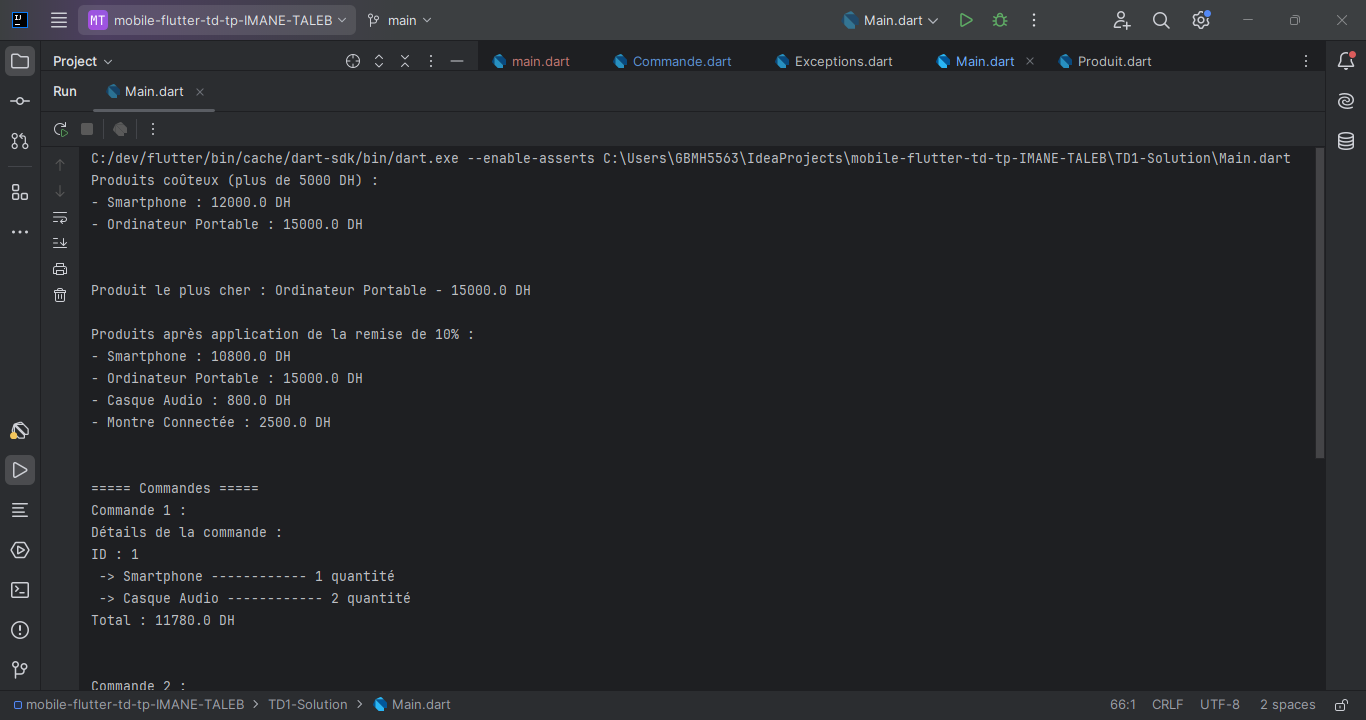 MT mobile-flutter-td-tp-IMANE-TALEB main Main.dart
Project main.dart Commande.dart Exceptions.dart Main.dart Produit.dart
Run Main.dart
C:/dev/flutter/bin/cache/dart-sdk/bin/dart.exe --enable-asserts C:\Users\GBMH5563\IdeaProjects\mobile-flutter-td-tp-IMANE-TALEB\TD1-Solution\Main.dart
Produits coûteux (plus de 5000 DH) :
- Smartphone : 12000.0 DH
- Ordinateur Portable : 15000.0 DH
Produit le plus cher : Ordinateur Portable - 15000.0 DH
Produits après application de la remise de 10% :
- Smartphone : 10800.0 DH
- Ordinateur Portable : 15000.0 DH
- Casque Audio : 800.0 DH
- Montre Connectée : 2500.0 DH
===== Commandes =====
Commande 1 :
Détails de la commande :
ID : 1
-> Smartphone ------------ 1 quantité
-> Casque Audio ------------ 2 quantité
Total : 11780.0 DH
Commande 2 :
mobile-flutter-td-tp-IMANE-TALEB > TD1-Solution > Main.dart 66:1 CRLF UTF-8 2 spaces